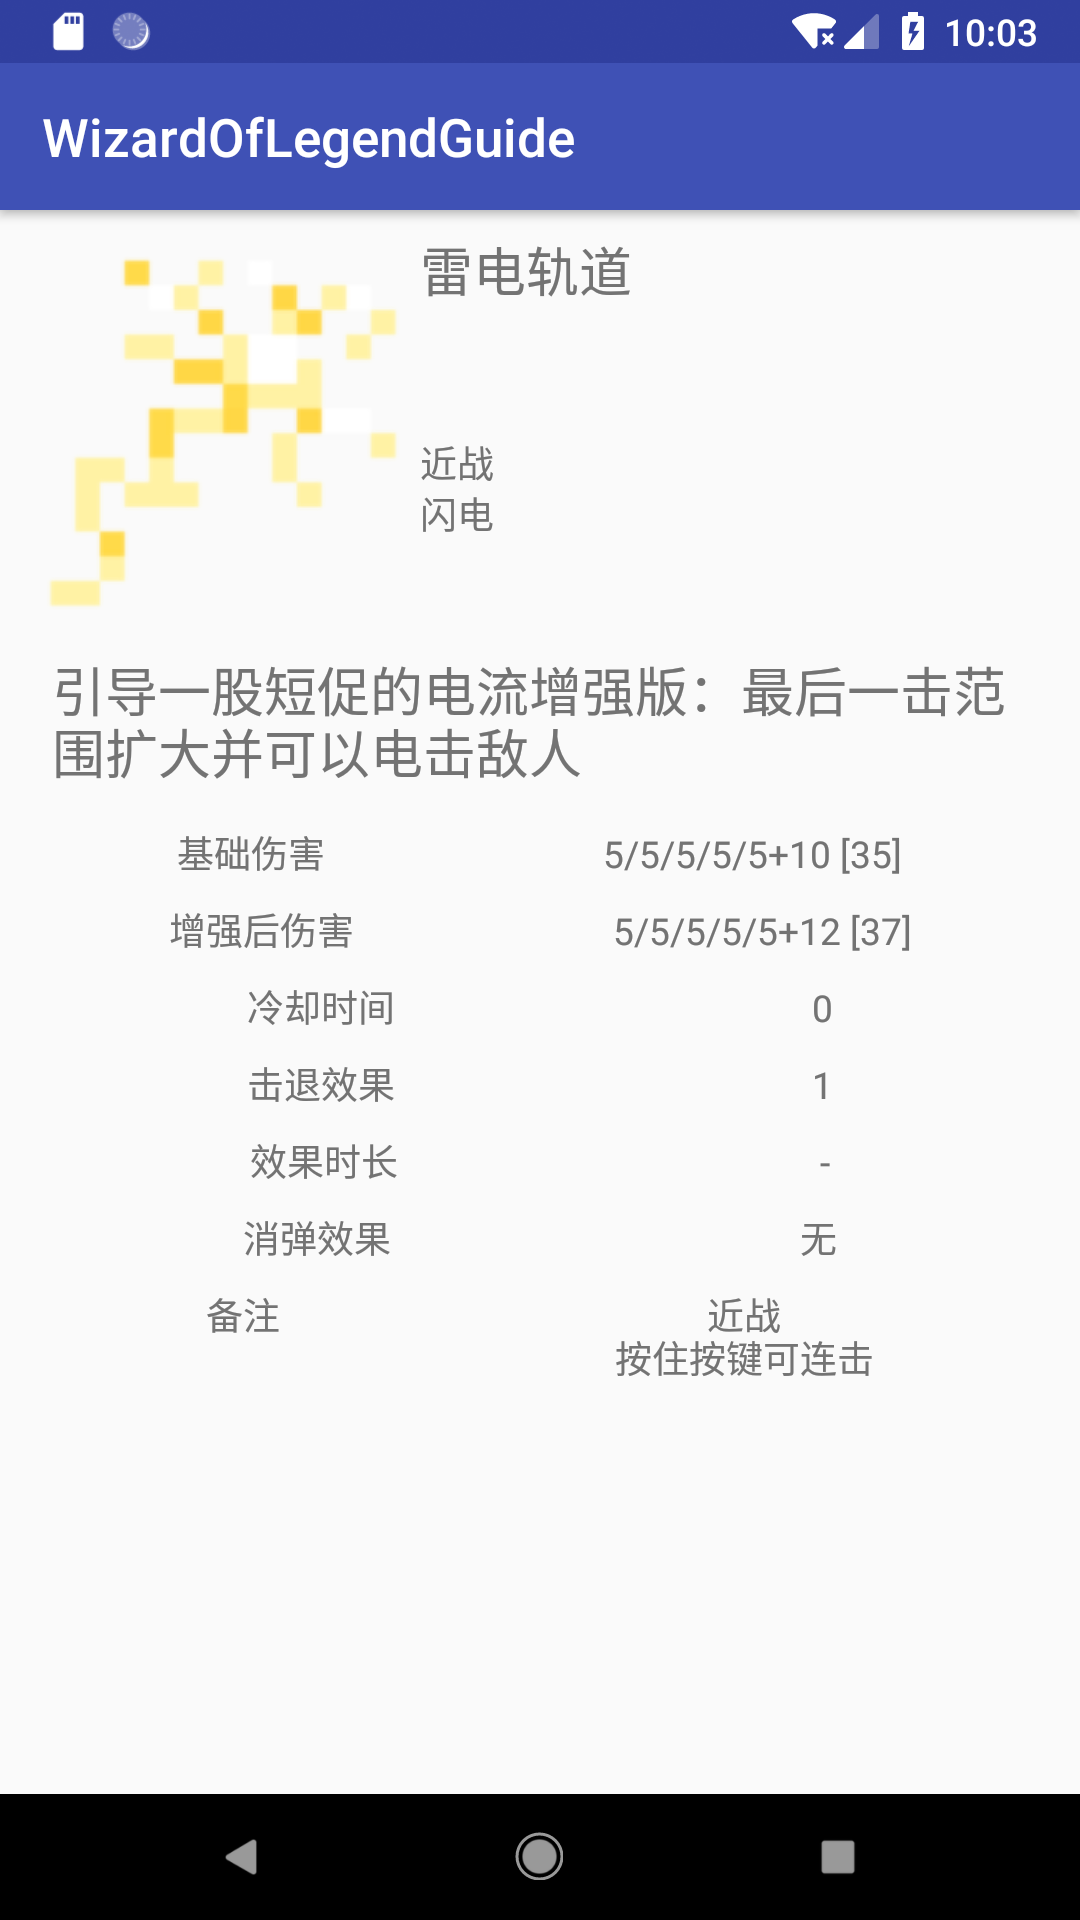 10:03
WizardOfLegendGuide
雷电轨道
近战
闪电
引导一股短促的电流增强版：最后一击范
围扩大并可以电击敌人
基础伤害 5/5/5/5/5+10 [35]
增强后伤害 5/5/5/5/5+12 [37]
冷却时间 0
击退效果 1
效果时长 -
消弹效果 无
备注 近战
按住按键可连击